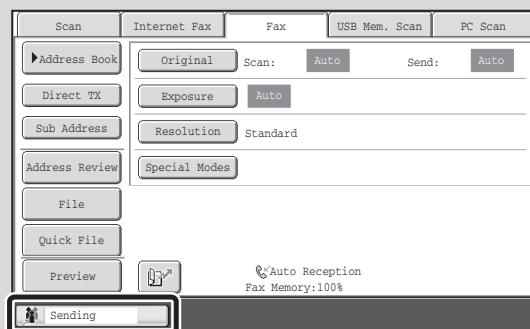 Scan Internet Fax Fax USB Mem. Scan PC Scan
Address Book Original Scan: Auto Send: Auto
Direct TX Exposure Auto
Sub Address Resolution Standard
Address Review Special Modes
File
Quick File
Preview Auto Reception
Fax Memory:100%
Sending